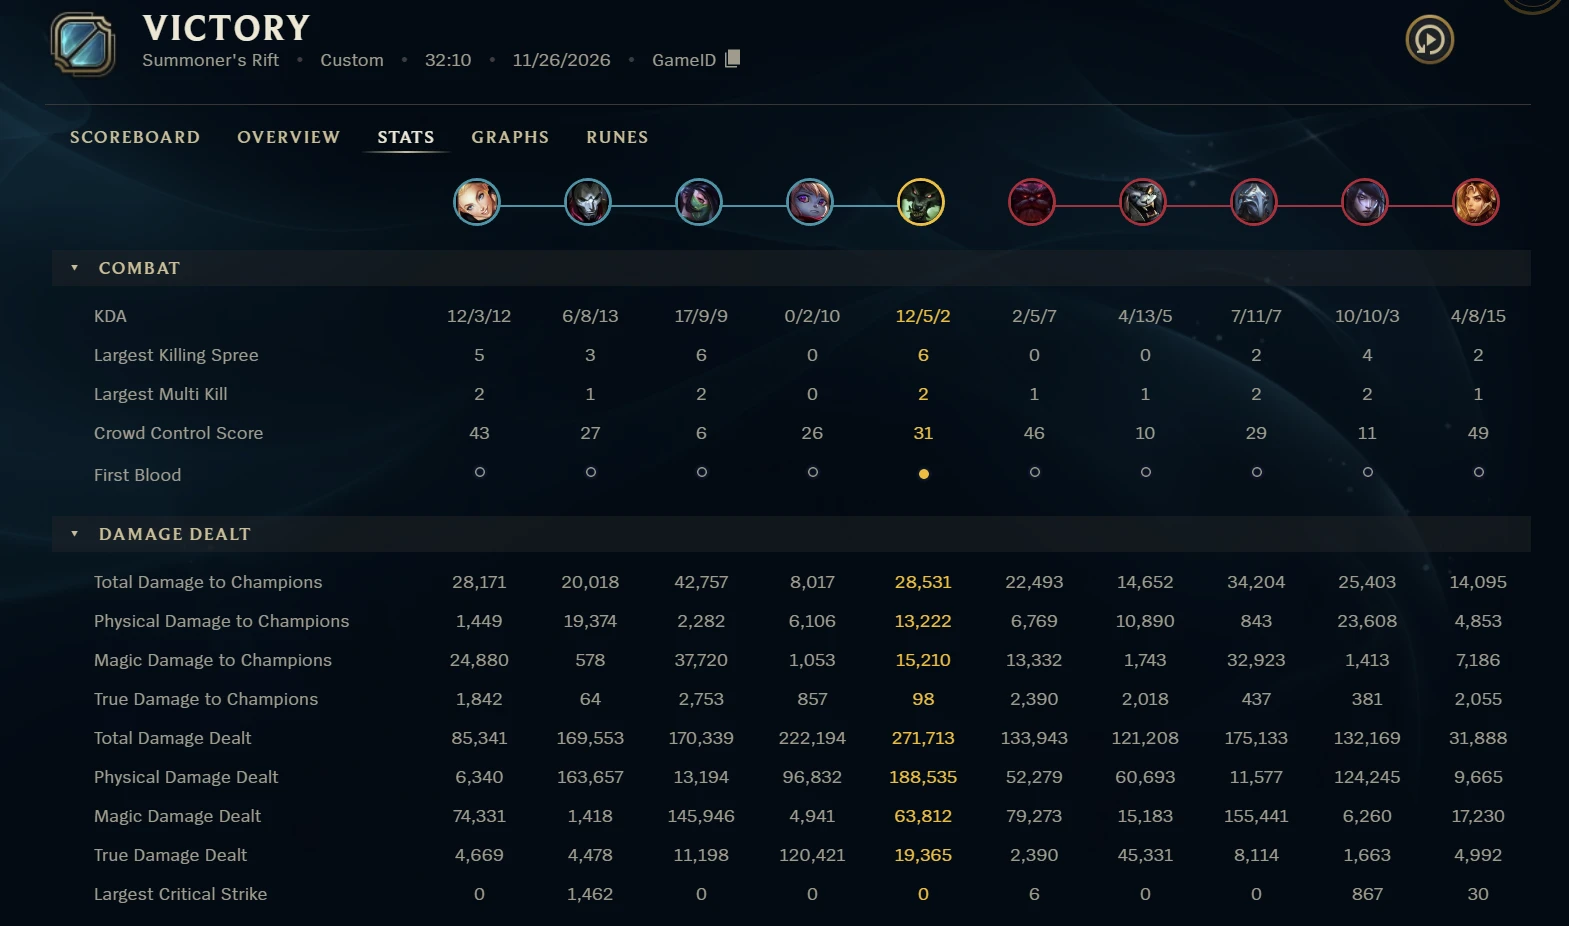 VICTORY
Summoner's Rift • Custom • 32:10 • 11/26/2026 • GameID
SCOREBOARD OVERVIEW STATS GRAPHS RUNES
COMBAT
KDA 12/3/12 6/8/13 17/9/9 0/2/10 12/5/2 2/5/7 4/13/5 7/11/7 10/10/3 4/8/15
Largest Killing Spree 5 3 6 0 6 0 0 2 4 2
Largest Multi Kill 2 1 2 0 2 1 1 2 2 1
Crowd Control Score 43 27 6 26 31 46 10 29 11 49
First Blood
DAMAGE DEALT
Total Damage to Champions 28,171 20,018 42,757 8,017 28,531 22,493 14,652 34,204 25,403 14,095
Physical Damage to Champions 1,449 19,374 2,282 6,106 13,222 6,769 10,890 843 23,608 4,853
Magic Damage to Champions 24,880 578 37,720 1,053 15,210 13,332 1,743 32,923 1,413 7,186
True Damage to Champions 1,842 64 2,753 857 98 2,390 2,018 437 381 2,055
Total Damage Dealt 85,341 169,553 170,339 222,194 271,713 133,943 121,208 175,133 132,169 31,888
Physical Damage Dealt 6,340 163,657 13,194 96,832 188,535 52,279 60,693 11,577 124,245 9,665
Magic Damage Dealt 74,331 1,418 145,946 4,941 63,812 79,273 15,183 155,441 6,260 17,230
True Damage Dealt 4,669 4,478 11,198 120,421 19,365 2,390 45,331 8,114 1,663 4,992
Largest Critical Strike 0 1,462 0 0 0 6 0 0 867 30